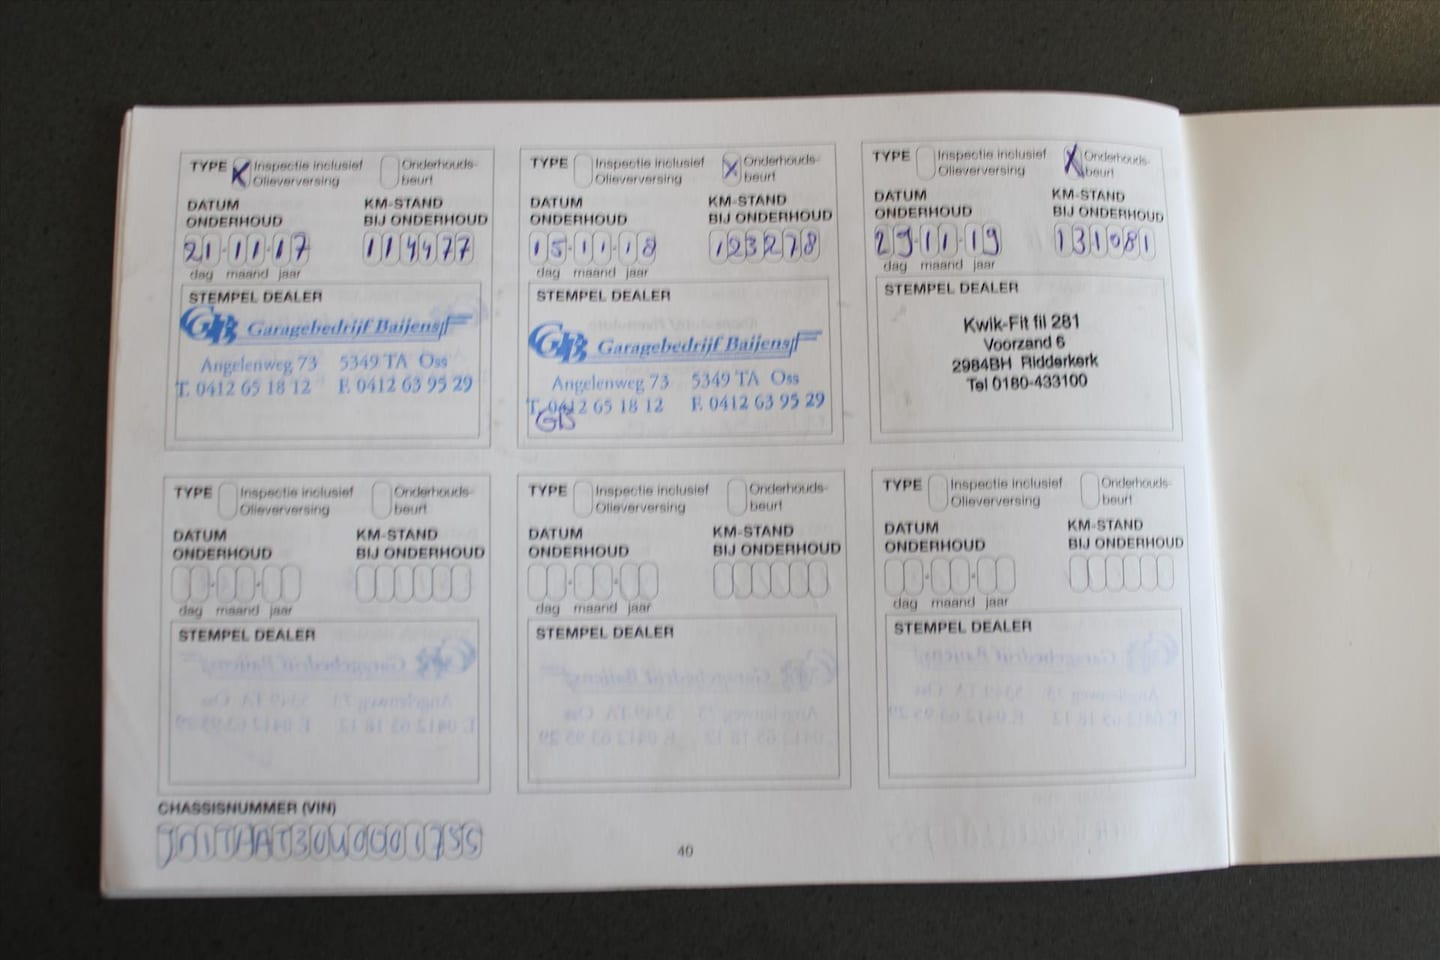 TYPE Inspectie inclusief Olieverversing Onderhouds-beurt
DATUM ONDERHOUD
KM-STAND BIJ ONDERHOUD
21-11-17
114477
dag maand jaar
STEMPEL DEALER
GB Garagebedrijf Baijens
Angelenweg 73 5349 TA Oss
T. 0412 65 18 12 F. 0412 63 95 29
TYPE Inspectie inclusief Olieverversing Onderhouds-beurt
DATUM ONDERHOUD
KM-STAND BIJ ONDERHOUD
15-11-18
123278
dag maand jaar
STEMPEL DEALER
GB Garagebedrijf Baijens
Angelenweg 73 5349 TA Oss
T. 0412 65 18 12 F. 0412 63 95 29
GB
TYPE Inspectie inclusief Olieverversing Onderhouds-beurt
DATUM ONDERHOUD
KM-STAND BIJ ONDERHOUD
29-11-19
131081
dag maand jaar
STEMPEL DEALER
Kwik-Fit fil 281
Voorzand 6
2984BH Ridderkerk
Tel 0180-433100
TYPE Inspectie inclusief Olieverversing Onderhouds-beurt
DATUM ONDERHOUD
KM-STAND BIJ ONDERHOUD
dag maand jaar
STEMPEL DEALER
TYPE Inspectie inclusief Olieverversing Onderhouds-beurt
DATUM ONDERHOUD
KM-STAND BIJ ONDERHOUD
dag maand jaar
STEMPEL DEALER
TYPE Inspectie inclusief Olieverversing Onderhouds-beurt
DATUM ONDERHOUD
KM-STAND BIJ ONDERHOUD
dag maand jaar
STEMPEL DEALER
CHASSISNUMMER (VIN)
40